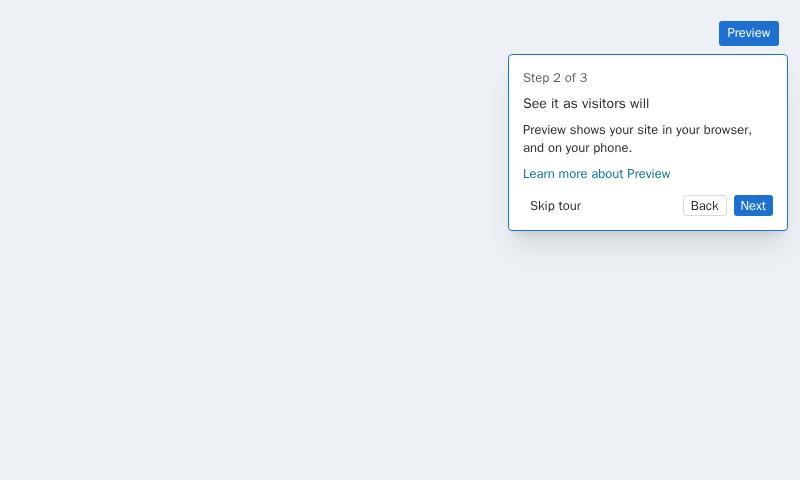 Preview
Step 2 of 3
See it as visitors will
Preview shows your site in your browser,
and on your phone.
Learn more about Preview
Skip tour
Back
Next